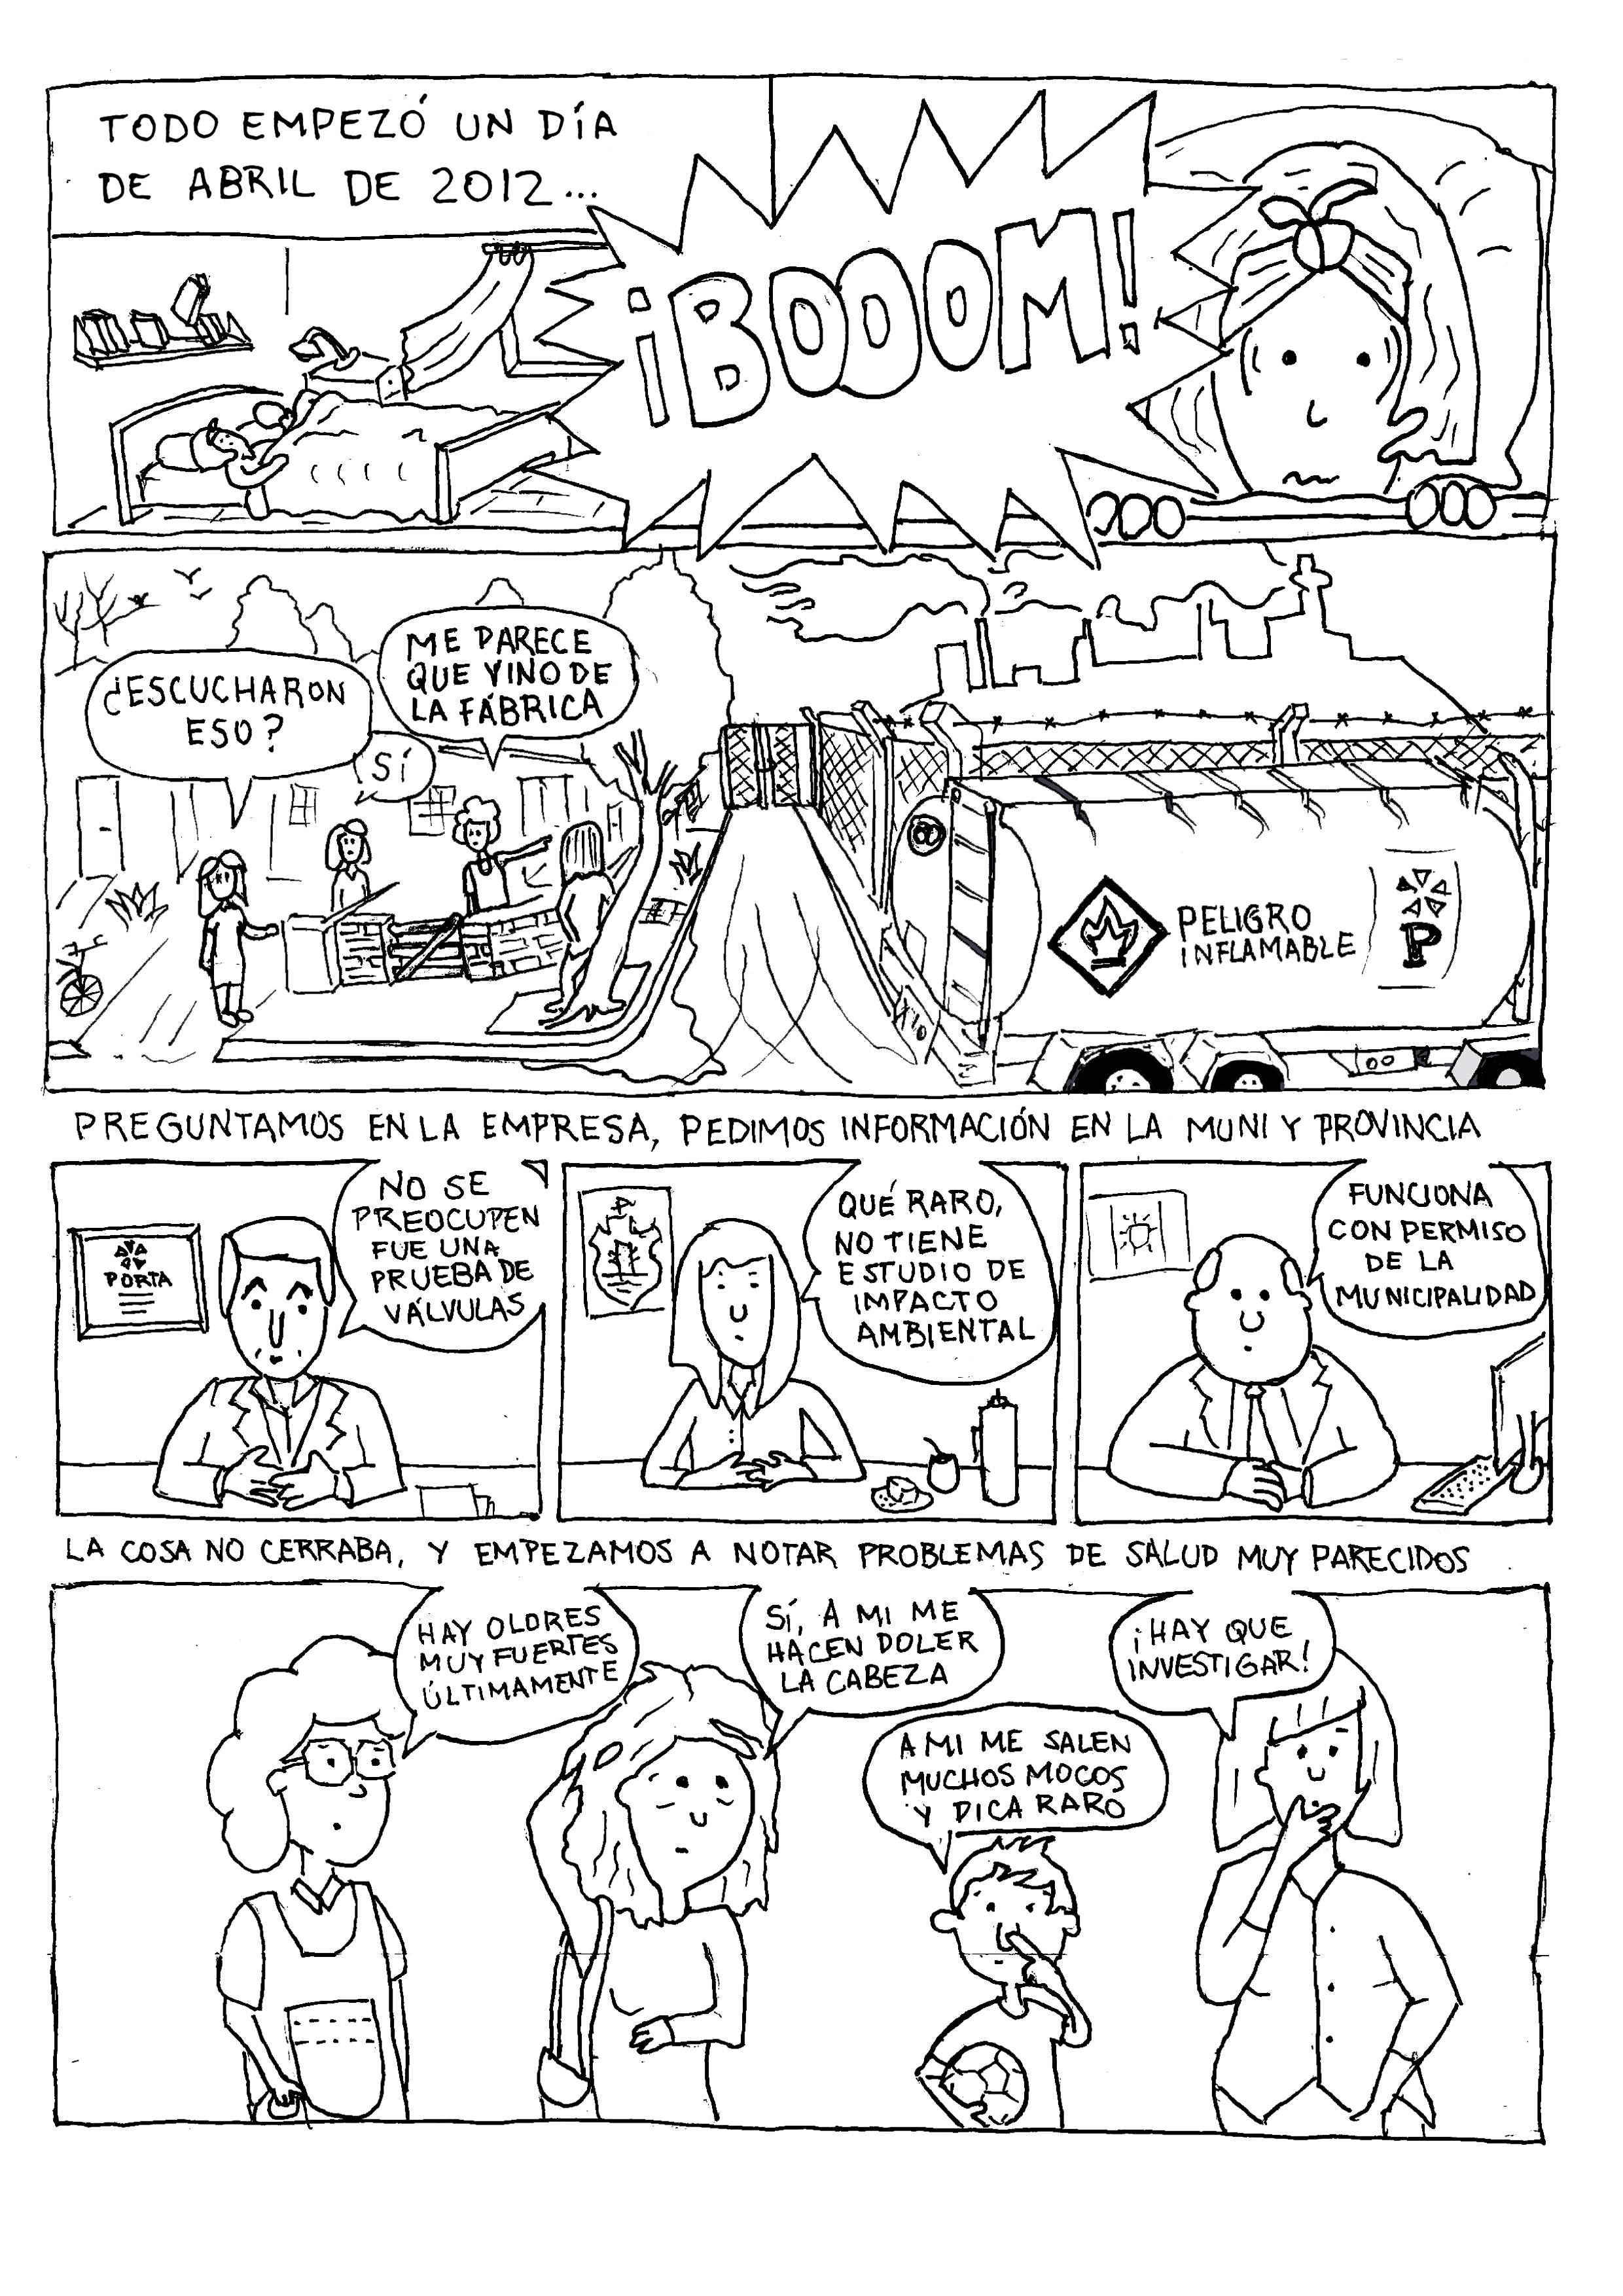 TODO EMPEZÓ UN DÍA
DE ABRIL DE 2012...
¡BOOOM!
¿ESCUCHARON
ESO?
SÍ
ME PARECE
QUE VINO DE
LA FÁBRICA
PELIGRO
INFLAMABLE
P
PREGUNTAMOS EN LA EMPRESA, PEDIMOS INFORMACIÓN EN LA MUNI Y PROVINCIA
PORTA
NO SE
PREOCUPEN
FUE UNA
PRUEBA DE
VÁLVULAS
QUÉ RARO,
NO TIENE
ESTUDIO DE
IMPACTO
AMBIENTAL
FUNCIONA
CON PERMISO
DE LA
MUNICIPALIDAD
LA COSA NO CERRABA, Y EMPEZAMOS A NOTAR PROBLEMAS DE SALUD MUY PARECIDOS
HAY OLORES
MUY FUERTES
ÚLTIMAMENTE
SÍ, A MI ME
HACEN DOLER
LA CABEZA
A MI ME SALEN
MUCHOS MOCOS
Y DICA RARO
¡HAY QUE
INVESTIGAR!